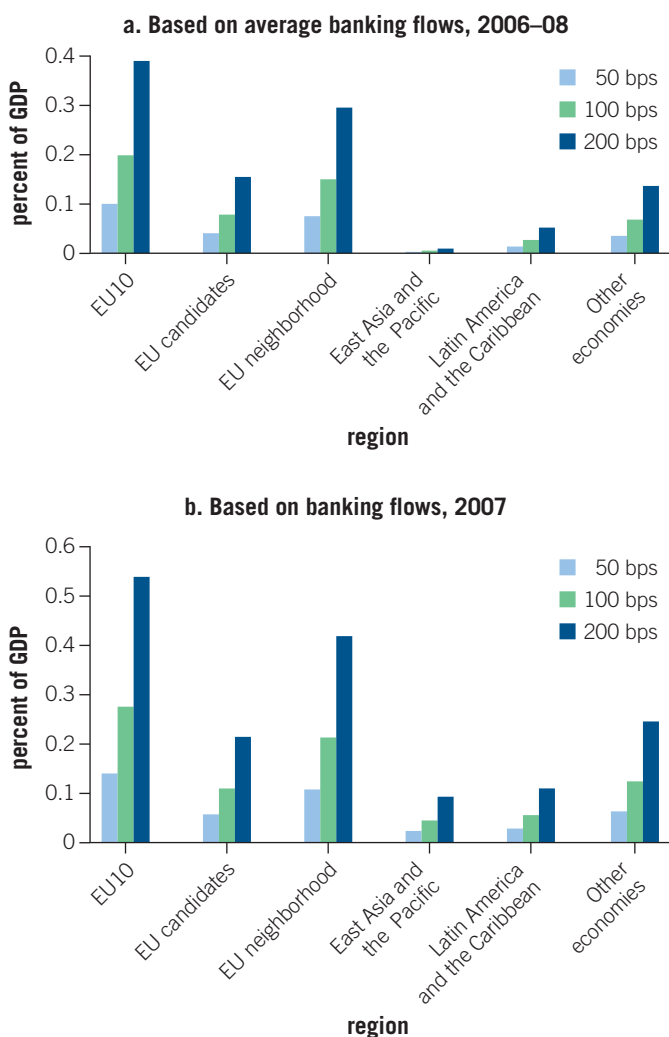 a. Based on average banking flows, 2006–08
percent of GDP
0.4
0.3
0.2
0.1
0
50 bps
100 bps
200 bps
EU10
EU candidates
EU neighborhood
East Asia and
the Pacific
Latin America
and the Caribbean
Other
economies
region
b. Based on banking flows, 2007
percent of GDP
0.6
0.5
0.4
0.3
0.2
0.1
0
50 bps
100 bps
200 bps
EU10
EU candidates
EU neighborhood
East Asia and
the Pacific
Latin America
and the Caribbean
Other
economies
region